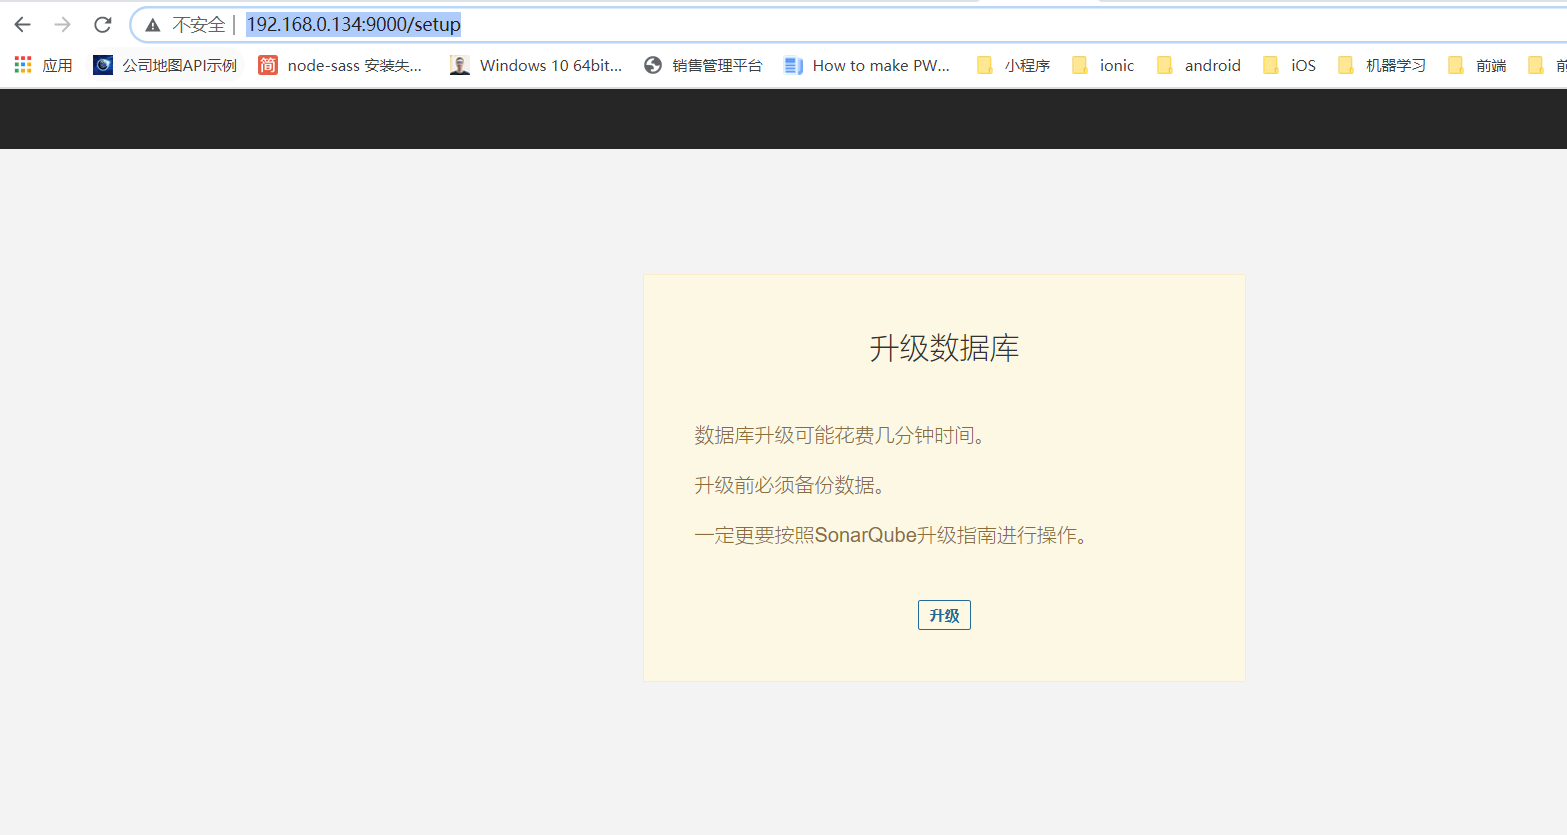 不安全 | 192.168.0.134:9000/setup
应用 公司地图API示例 简 node-sass 安装失... Windows 10 64bit... 销售管理平台 How to make PW... 小程序 ionic android iOS 机器学习 前端
升级数据库
数据库升级可能花费几分钟时间。
升级前必须备份数据。
一定更要按照SonarQube升级指南进行操作。
升级